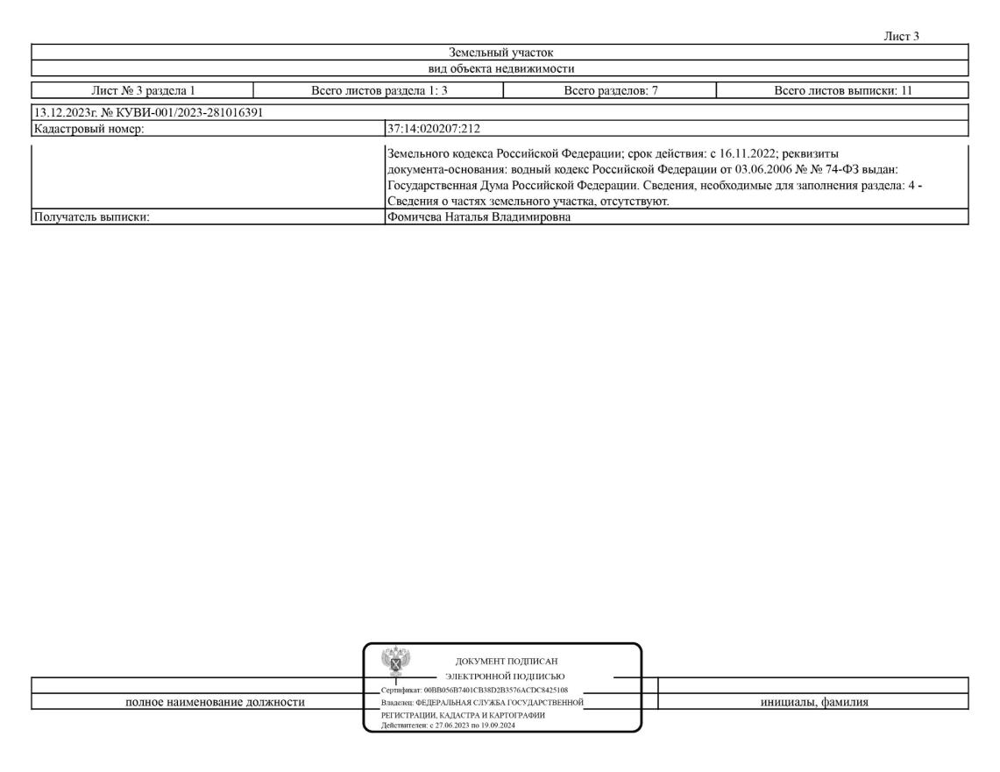 Лист 3
Земельный участок
вид объекта недвижимости
Лист № 3 раздела 1 Всего листов раздела 1: 3 Всего разделов: 7 Всего листов выписки: 11
13.12.2023г. № КУВИ-001/2023-281016391
Кадастровый номер: 37:14:020207:212
Земельного кодекса Российской Федерации; срок действия: с 16.11.2022; реквизиты
документа-основания: водный кодекс Российской Федерации от 03.06.2006 № № 74-ФЗ выдан:
Государственная Дума Российской Федерации. Сведения, необходимые для заполнения раздела: 4 -
Сведения о частях земельного участка, отсутствуют.
Получатель выписки: Фомичева Наталья Владимировна
ДОКУМЕНТ ПОДПИСАН
ЭЛЕКТРОННОЙ ПОДПИСЬЮ
Сертификат: 00BB056B7401CB38D2B3576ACDC8425108
Владелец: ФЕДЕРАЛЬНАЯ СЛУЖБА ГОСУДАРСТВЕННОЙ
РЕГИСТРАЦИИ, КАДАСТРА И КАРТОГРАФИИ
Действителен: с 27.06.2023 по 19.09.2024
полное наименование должности инициалы, фамилия